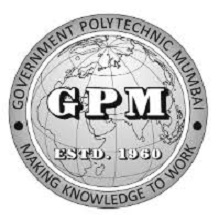 GOVERNMENT POLYTECHNIC MUMBAI
GPM
ESTD. 1960
MAKING KNOWLEDGE TO WORK